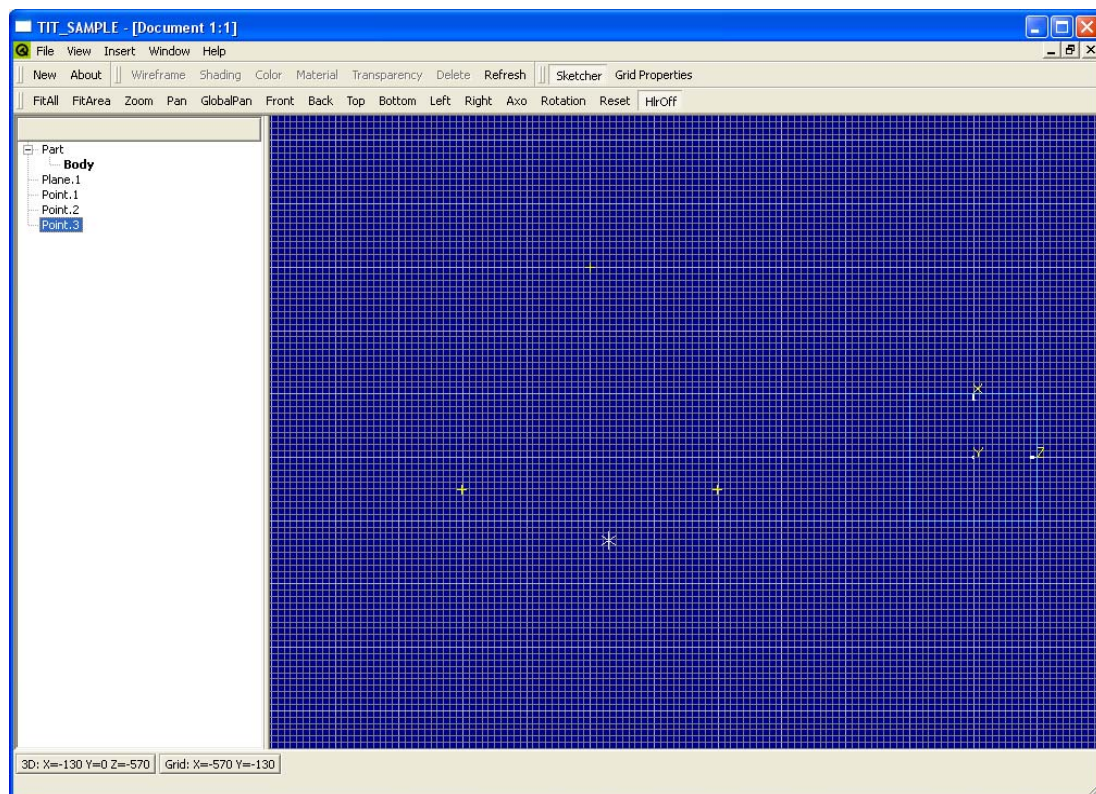 TIT_SAMPLE - [Document 1:1]
File View Insert Window Help
New About Wireframe Shading Color Material Transparency Delete Refresh Sketcher Grid Properties
FitAll FitArea Zoom Pan GlobalPan Front Back Top Bottom Left Right Axo Rotation Reset HlrOff
Part
Body
Plane.1
Point.1
Point.2
Point.3
X
Y Z
3D: X=-130 Y=0 Z=-570 Grid: X=-570 Y=-130